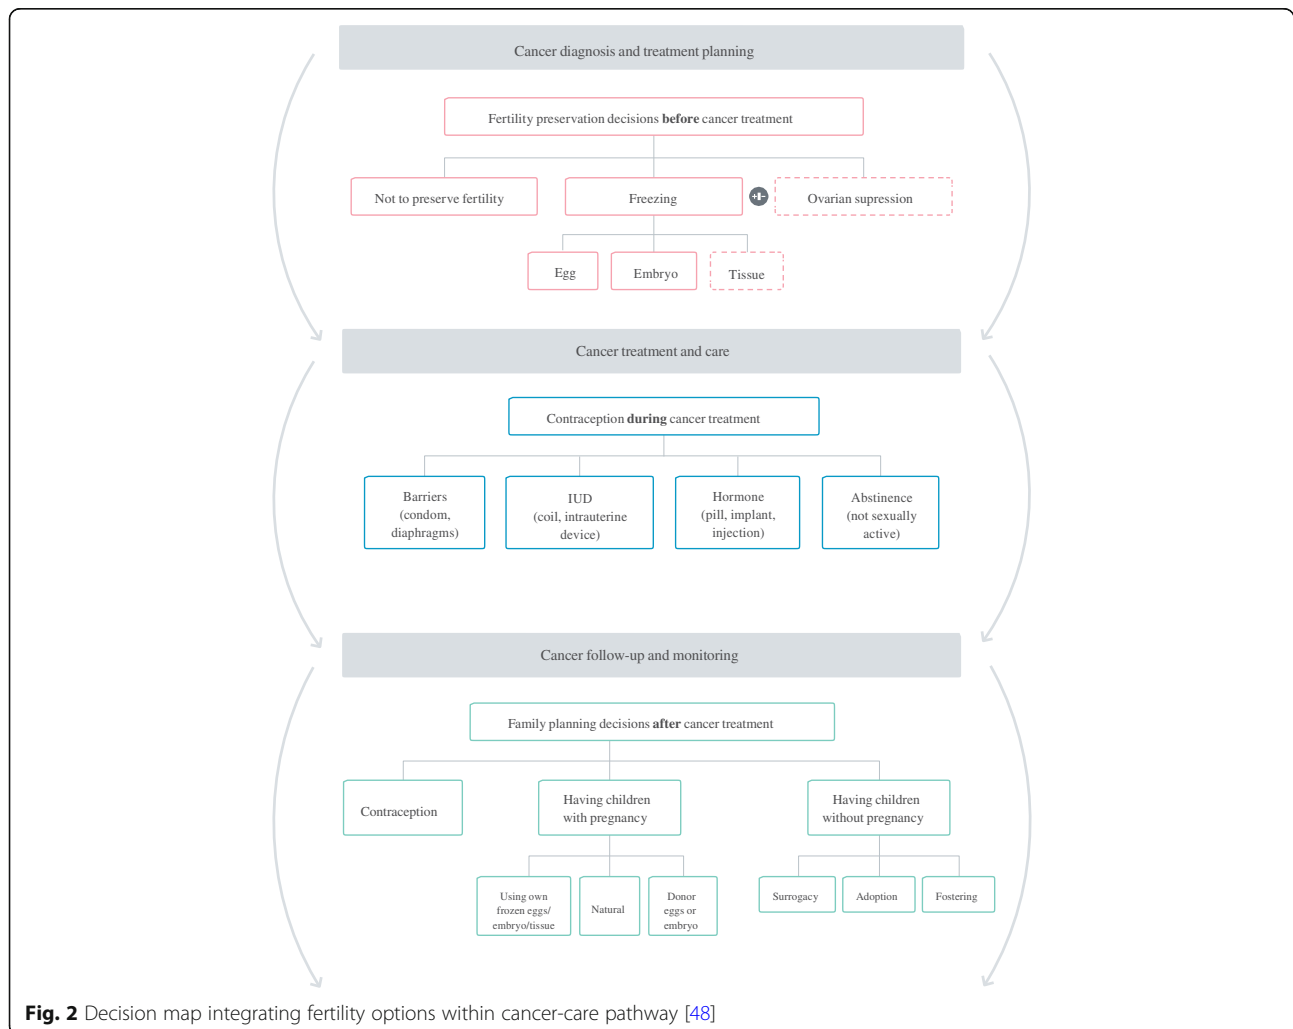 Cancer diagnosis and treatment planning
Fertility preservation decisions before cancer treatment
Not to preserve fertility
Freezing
Ovarian supression
Egg
Embryo
Tissue
Cancer treatment and care
Contraception during cancer treatment
Barriers
(condom,
diaphragms)
IUD
(coil, intrauterine
device)
Hormone
(pill, implant,
injection)
Abstinence
(not sexually
active)
Cancer follow-up and monitoring
Family planning decisions after cancer treatment
Contraception
Having children
with pregnancy
Having children
without pregnancy
Using own
frozen eggs/
embryo/tissue
Natural
Donor
eggs or
embryo
Surrogacy
Adoption
Fostering
Fig. 2 Decision map integrating fertility options within cancer-care pathway [48]